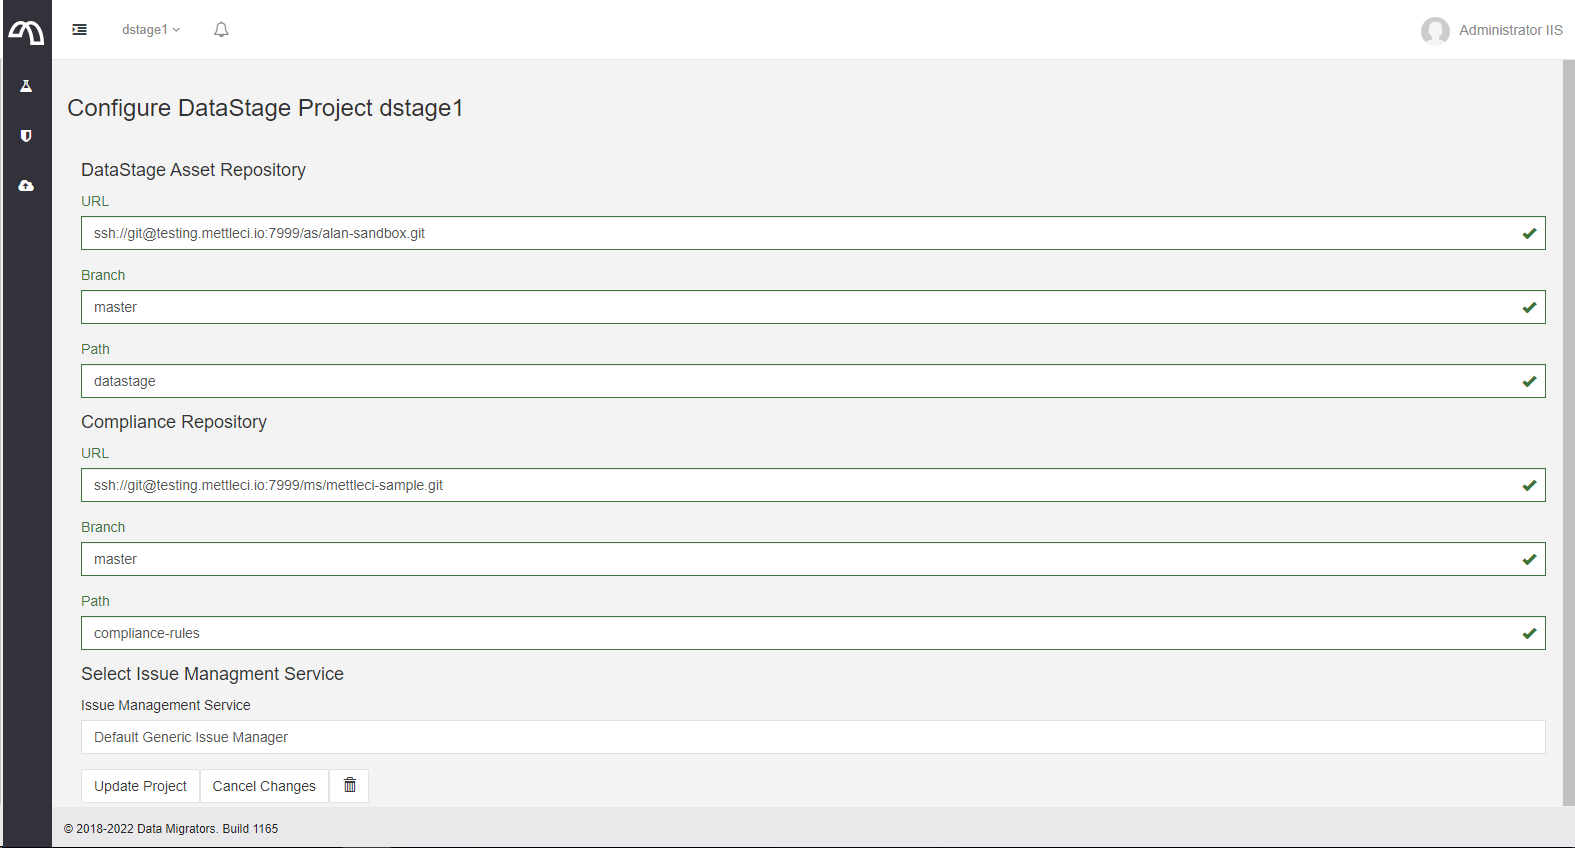 dstage1
Administrator IIS
Configure DataStage Project dstage1
DataStage Asset Repository
URL
ssh://git@testing.mettleci.io:7999/as/alan-sandbox.git
Branch
master
Path
datastage
Compliance Repository
URL
ssh://git@testing.mettleci.io:7999/ms/mettleci-sample.git
Branch
master
Path
compliance-rules
Select Issue Managment Service
Issue Management Service
Default Generic Issue Manager
Update Project Cancel Changes
© 2018-2022 Data Migrators. Build 1165